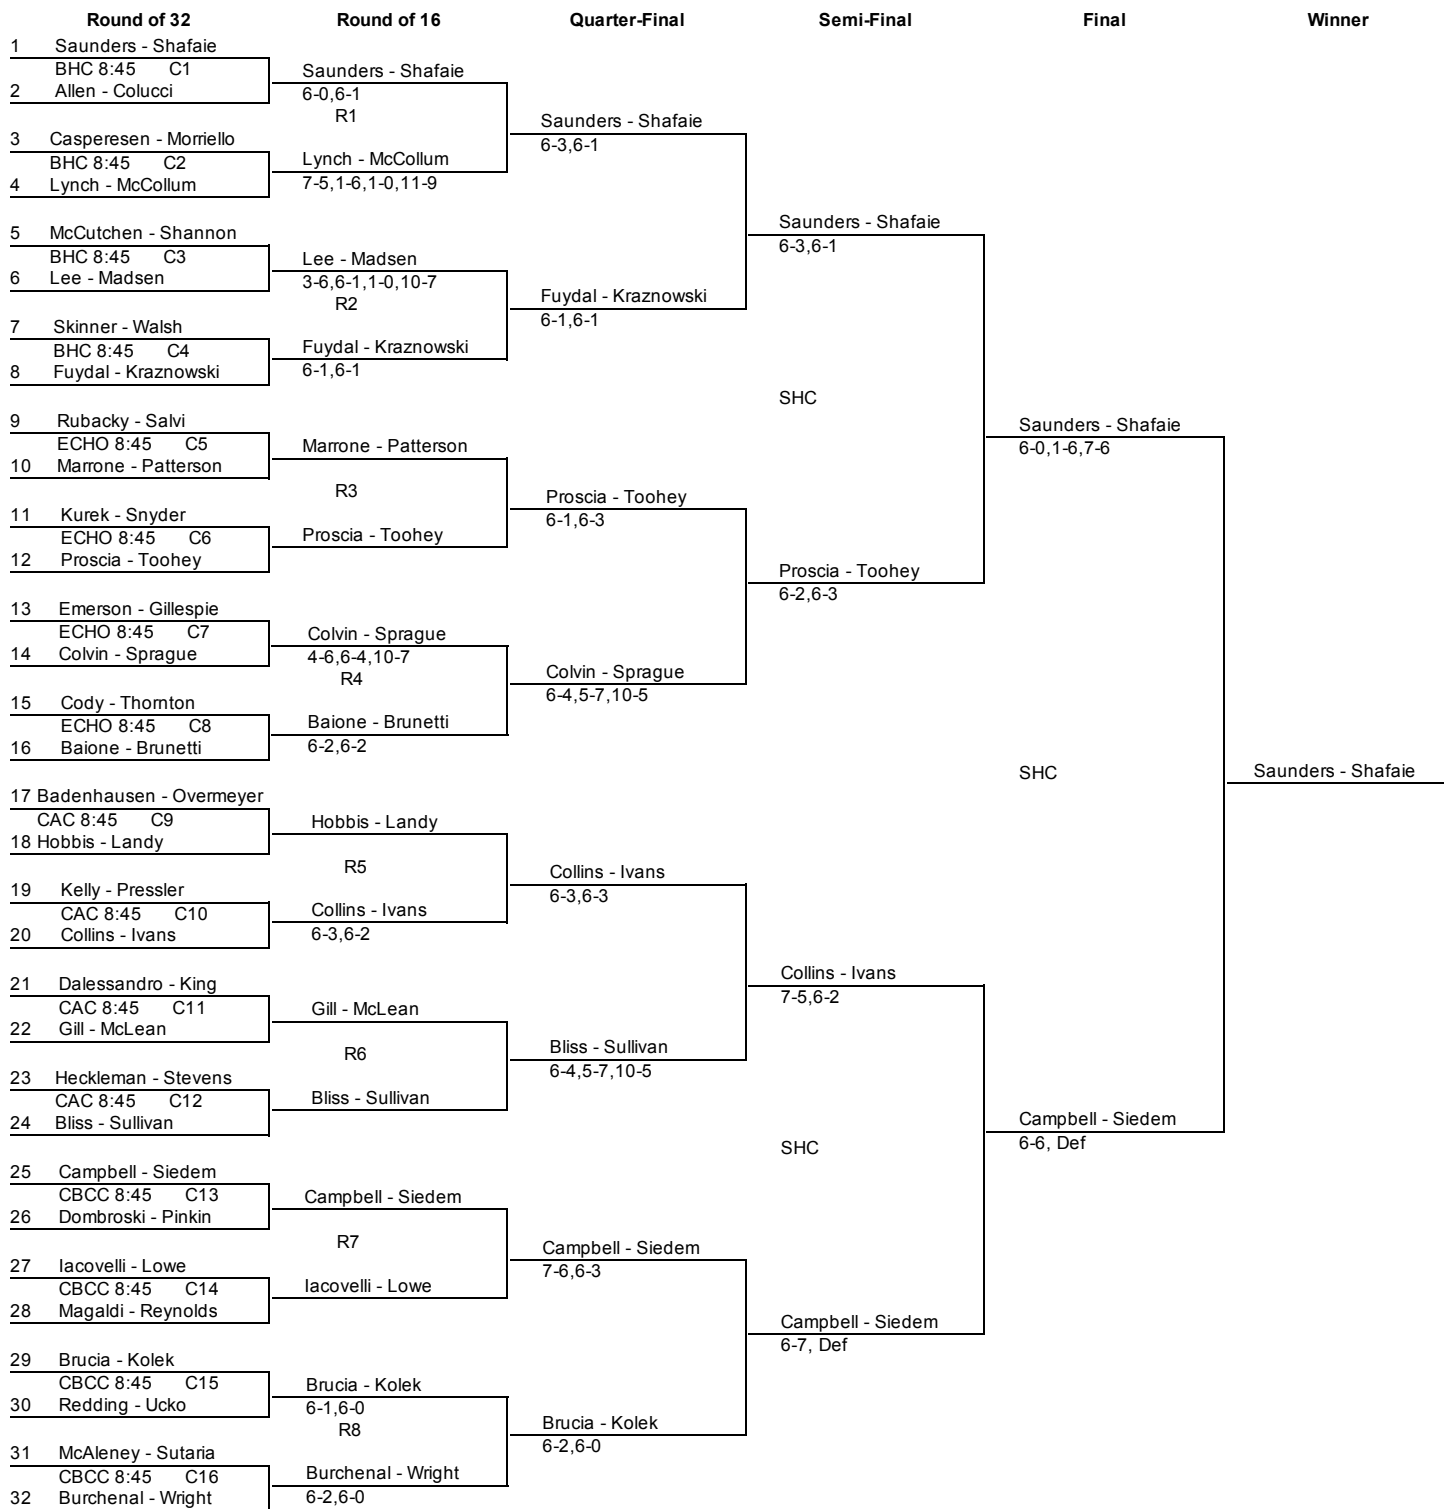 Round of 32 Round of 16 Quarter-Final Semi-Final Final Winner
1 Saunders - Shafaie
BHC 8:45 C1
2 Allen - Colucci
3 Casperesen - Morriello
BHC 8:45 C2
4 Lynch - McCollum
5 McCutchen - Shannon
BHC 8:45 C3
6 Lee - Madsen
7 Skinner - Walsh
BHC 8:45 C4
8 Fuydal - Kraznowski
9 Rubacky - Salvi
ECHO 8:45 C5
10 Marrone - Patterson
11 Kurek - Snyder
ECHO 8:45 C6
12 Proscia - Toohey
13 Emerson - Gillespie
ECHO 8:45 C7
14 Colvin - Sprague
15 Cody - Thornton
ECHO 8:45 C8
16 Baione - Brunetti
17 Badenhausen - Overmeyer
CAC 8:45 C9
18 Hobbis - Landy
19 Kelly - Pressler
CAC 8:45 C10
20 Collins - Ivans
21 Dalessandro - King
CAC 8:45 C11
22 Gill - McLean
23 Heckleman - Stevens
CAC 8:45 C12
24 Bliss - Sullivan
25 Campbell - Siedem
CBCC 8:45 C13
26 Dombroski - Pinkin
27 Iacovelli - Lowe
CBCC 8:45 C14
28 Magaldi - Reynolds
29 Brucia - Kolek
CBCC 8:45 C15
30 Redding - Ucko
31 McAleney - Sutaria
CBCC 8:45 C16
32 Burchenal - Wright
Saunders - Shafaie
6-0,6-1
R1
Lynch - McCollum
7-5,1-6,1-0,11-9
Lee - Madsen
3-6,6-1,1-0,10-7
R2
Fuydal - Kraznowski
6-1,6-1
Marrone - Patterson
R3
Proscia - Toohey
Colvin - Sprague
4-6,6-4,10-7
R4
Baione - Brunetti
6-2,6-2
Hobbis - Landy
R5
Collins - Ivans
6-3,6-2
Gill - McLean
R6
Bliss - Sullivan
Campbell - Siedem
R7
Iacovelli - Lowe
Brucia - Kolek
6-1,6-0
R8
Burchenal - Wright
6-2,6-0
Saunders - Shafaie
6-3,6-1
Fuydal - Kraznowski
6-1,6-1
Proscia - Toohey
6-1,6-3
Colvin - Sprague
6-4,5-7,10-5
Collins - Ivans
6-3,6-3
Bliss - Sullivan
6-4,5-7,10-5
Campbell - Siedem
7-6,6-3
Brucia - Kolek
6-2,6-0
Saunders - Shafaie
6-3,6-1
SHC
Proscia - Toohey
6-2,6-3
Collins - Ivans
7-5,6-2
SHC
Campbell - Siedem
6-7, Def
Saunders - Shafaie
6-0,1-6,7-6
SHC
Campbell - Siedem
6-6, Def
Saunders - Shafaie